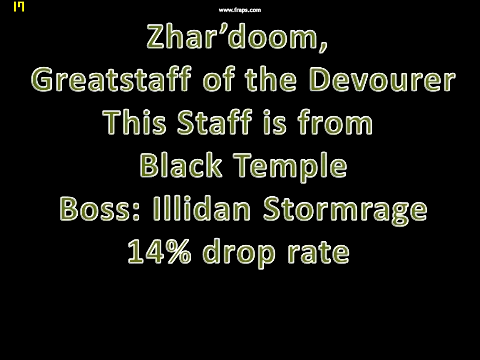 17
www.fraps.com
Zhar’doom,
Greatstaff of the Devourer
This Staff is from
Black Temple
Boss: Illidan Stormrage
14% drop rate